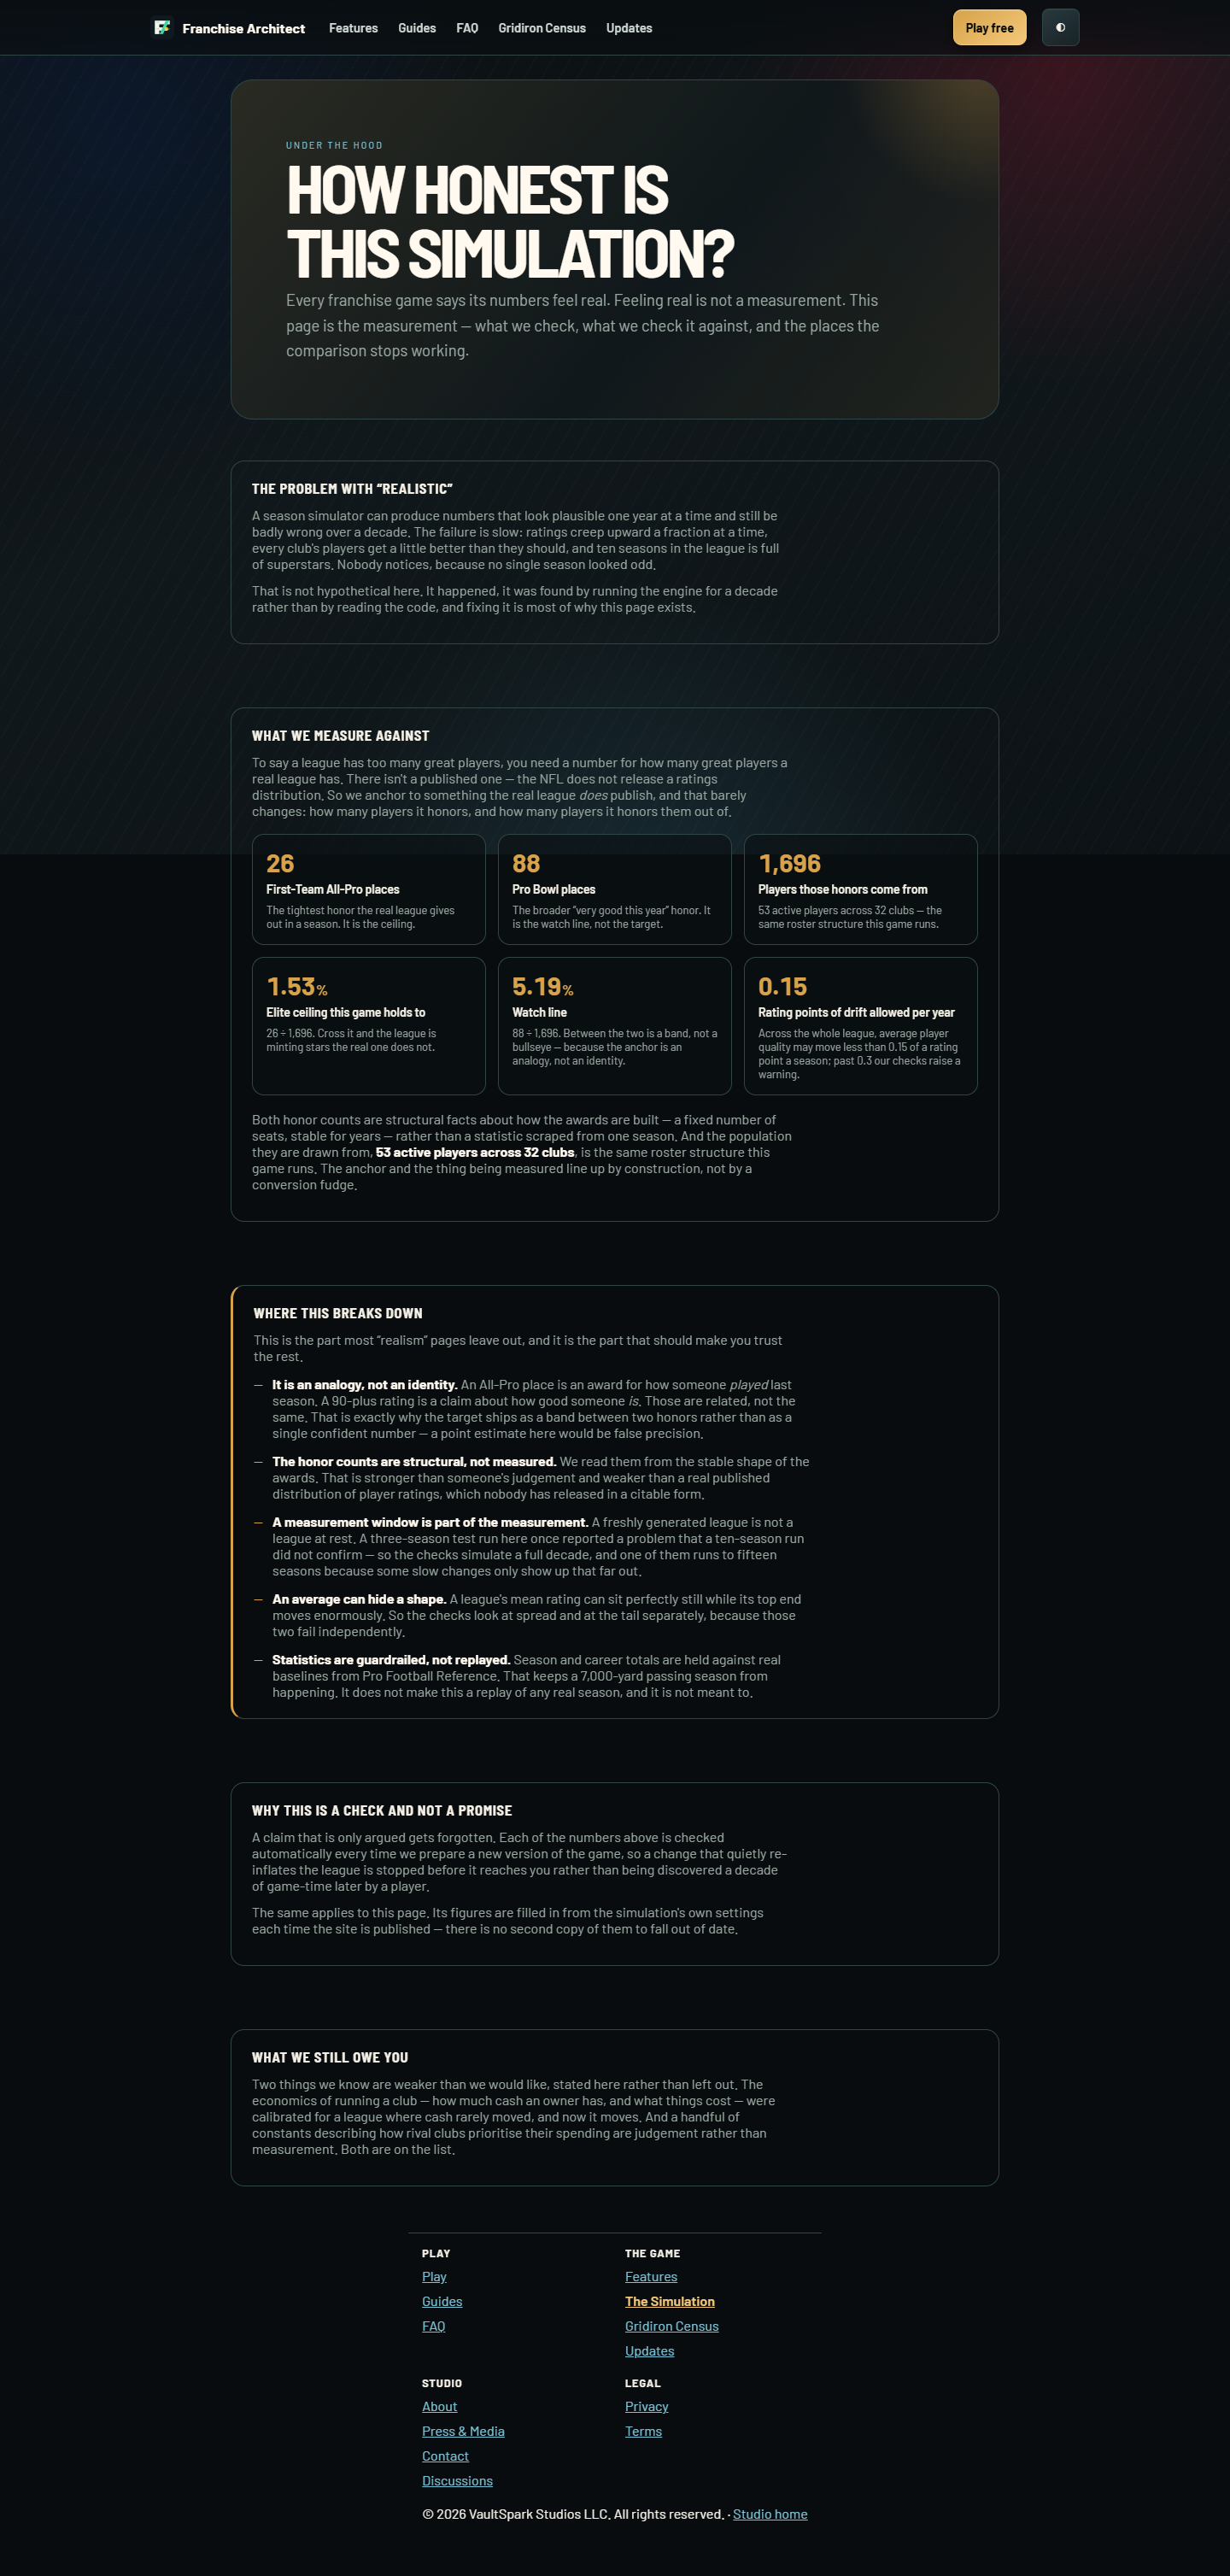 Franchise Architect
Features
Guides
FAQ
Gridiron Census
Updates
Play free
UNDER THE HOOD
HOW HONEST IS
THIS SIMULATION?
Every franchise game says its numbers feel real. Feeling real is not a measurement. This
page is the measurement — what we check, what we check it against, and the places the
comparison stops working.
THE PROBLEM WITH “REALISTIC”
A season simulator can produce numbers that look plausible one year at a time and still be
badly wrong over a decade. The failure is slow: ratings creep upward a fraction at a time,
every club's players get a little better than they should, and ten seasons in the league is full
of superstars. Nobody notices, because no single season looked odd.
That is not hypothetical here. It happened, it was found by running the engine for a decade
rather than by reading the code, and fixing it is most of why this page exists.
WHAT WE MEASURE AGAINST
To say a league has too many great players, you need a number for how many great players a
real league has. There isn't a published one — the NFL does not release a ratings
distribution. So we anchor to something the real league does publish, and that barely
changes: how many players it honors, and how many players it honors them out of.
26
First-Team All-Pro places
The tightest honor the real league gives
out in a season. It is the ceiling.
88
Pro Bowl places
The broader “very good this year” honor. It
is the watch line, not the target.
1,696
Players those honors come from
53 active players across 32 clubs — the
same roster structure this game runs.
1.53%
Elite ceiling this game holds to
26 ÷ 1,696. Cross it and the league is
minting stars the real one does not.
5.19%
Watch line
88 ÷ 1,696. Between the two is a band, not a
bullseye — because the anchor is an
analogy, not an identity.
0.15
Rating points of drift allowed per year
Across the whole league, average player
quality may move less than 0.15 of a rating
point a season; past 0.3 our checks raise a
warning.
Both honor counts are structural facts about how the awards are built — a fixed number of
seats, stable for years — rather than a statistic scraped from one season. And the population
they are drawn from, 53 active players across 32 clubs, is the same roster structure this
game runs. The anchor and the thing being measured line up by construction, not by a
conversion fudge.
WHERE THIS BREAKS DOWN
This is the part most “realism” pages leave out, and it is the part that should make you trust
the rest.
— It is an analogy, not an identity. An All-Pro place is an award for how someone played last
season. A 90-plus rating is a claim about how good someone is. Those are related, not the
same. That is exactly why the target ships as a band between two honors rather than as a
single confident number — a point estimate here would be false precision.
— The honor counts are structural, not measured. We read them from the stable shape of the
awards. That is stronger than someone's judgement and weaker than a real published
distribution of player ratings, which nobody has released in a citable form.
— A measurement window is part of the measurement. A freshly generated league is not a
league at rest. A three-season test run here once reported a problem that a ten-season run
did not confirm — so the checks simulate a full decade, and one of them runs to fifteen
seasons because some slow changes only show up that far out.
— An average can hide a shape. A league's mean rating can sit perfectly still while its top end
moves enormously. So the checks look at spread and at the tail separately, because those
two fail independently.
— Statistics are guardrailed, not replayed. Season and career totals are held against real
baselines from Pro Football Reference. That keeps a 7,000-yard passing season from
happening. It does not make this a replay of any real season, and it is not meant to.
WHY THIS IS A CHECK AND NOT A PROMISE
A claim that is only argued gets forgotten. Each of the numbers above is checked
automatically every time we prepare a new version of the game, so a change that quietly re-
inflates the league is stopped before it reaches you rather than being discovered a decade
of game-time later by a player.
The same applies to this page. Its figures are filled in from the simulation's own settings
each time the site is published — there is no second copy of them to fall out of date.
WHAT WE STILL OWE YOU
Two things we know are weaker than we would like, stated here rather than left out. The
economics of running a club — how much cash an owner has, and what things cost — were
calibrated for a league where cash rarely moved, and now it moves. And a handful of
constants describing how rival clubs prioritise their spending are judgement rather than
measurement. Both are on the list.
PLAY
Play
Guides
FAQ
THE GAME
Features
The Simulation
Gridiron Census
Updates
STUDIO
About
Press & Media
Contact
Discussions
LEGAL
Privacy
Terms
© 2026 VaultSpark Studios LLC. All rights reserved. · Studio home